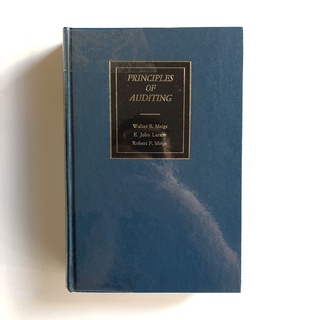 PRINCIPLES
OF
AUDITING
Walter B. Meigs
E. John Larsen
Robert F. Meigs